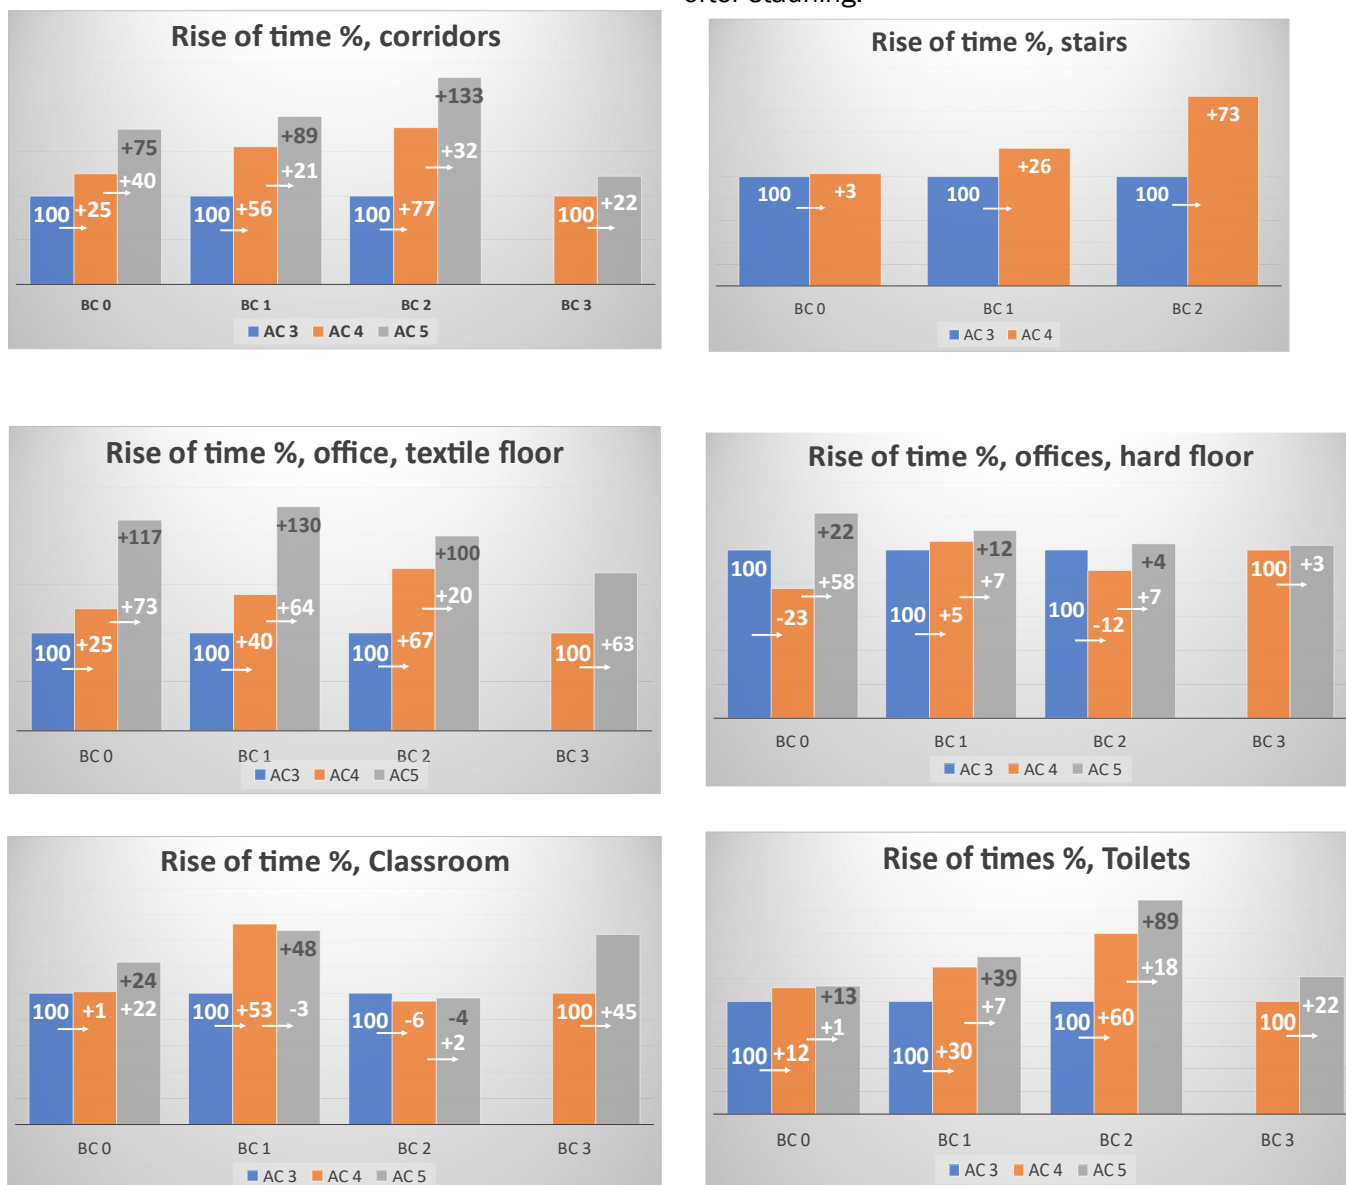 after staining.
Rise of time %, corridors
+133
+89
+75
+32
+21
+40
100 +25 100 +56 100 +77 100 +22
BC 0 BC 1 BC 2 BC 3
AC 3 AC 4 AC 5
Rise of time %, stairs
+73
+26
100 +3 100 100
BC 0 BC 1 BC 2
AC 3 AC 4
Rise of time %, office, textile floor
+117 +130 +100
+73 +64 +20
100 +25 100 +40 100 +67 100 +63
BC 0 BC 1 BC 2 BC 3
AC3 AC4 AC5
Rise of time %, offices, hard floor
+22 +12 +4
100 +58 +7 +7 100 +3
-23 100 +5 100 -12
BC 0 BC 1 BC 2 BC 3
AC 3 AC 4 AC 5
Rise of time %, Classroom
+24 +48
100 +1 +22 100 +53 -3 100 -6 -4 100 +45
+2
BC 0 BC 1 BC 2 BC 3
AC 3 AC 4 AC 5
Rise of times %, Toilets
+89
+13 +39 +18
+1 +7 +22
100 +12 100 +30 100 +60 100
BC 0 BC 1 BC 2 BC 3
AC 3 AC 4 AC 5